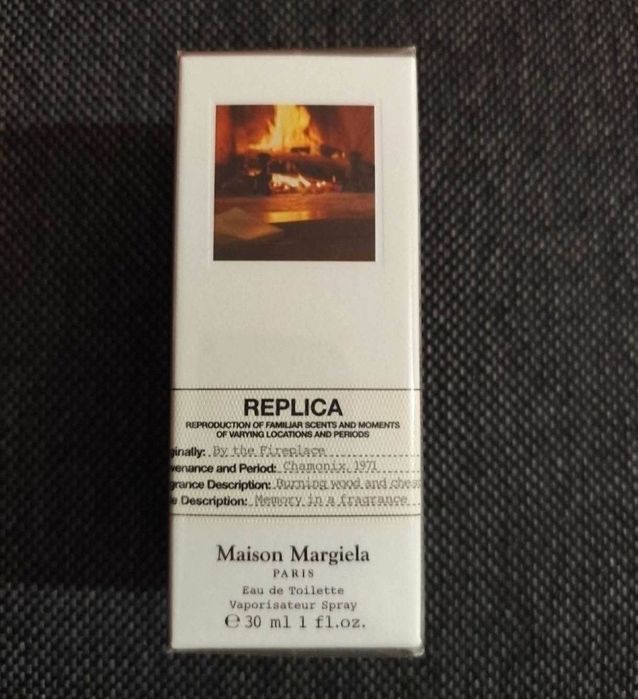 REPLICA
REPRODUCTION OF FAMILIAR SCENTS AND MOMENTS
OF VARYING LOCATIONS AND PERIODS
ginally: By the Fireplace
venance and Period: Chamonix, 1971
grance Description: Burning wood and ches
e Description: Memory in a fragrance
Maison Margiela
PARIS
Eau de Toilette
Vaporisateur Spray
℮ 30 ml 1 fl.oz.